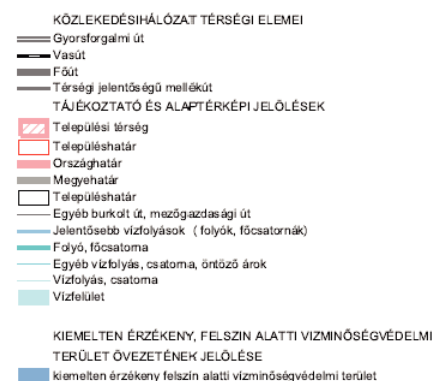 KÖZLEKEDÉSIHÁLÓZAT TÉRSÉGI ELEMEI
Gyorsforgalmi út
Vasút
Főút
Térségi jelentőségű mellékút
TÁJÉKOZTATÓ ÉS ALAPTÉRKÉPI JELÖLÉSEK
Települési térség
Településhatár
Országhatár
Megyehatár
Településhatár
Egyéb burkolt út, mezőgazdasági út
Jelentősebb vízfolyások ( folyók, főcsatornák)
Folyó, főcsatorna
Egyéb vízfolyás, csatorna, öntöző árok
Vízfolyás, csatorna
Vízfelület
KIEMELTEN ÉRZÉKENY, FELSZIN ALATTI VIZMINŐSÉGVÉDELMI
TERÜLET ÖVEZETÉNEK JELÖLÉSE
kiemelten érzékeny felszín alatti vízminőségvédelmi terület